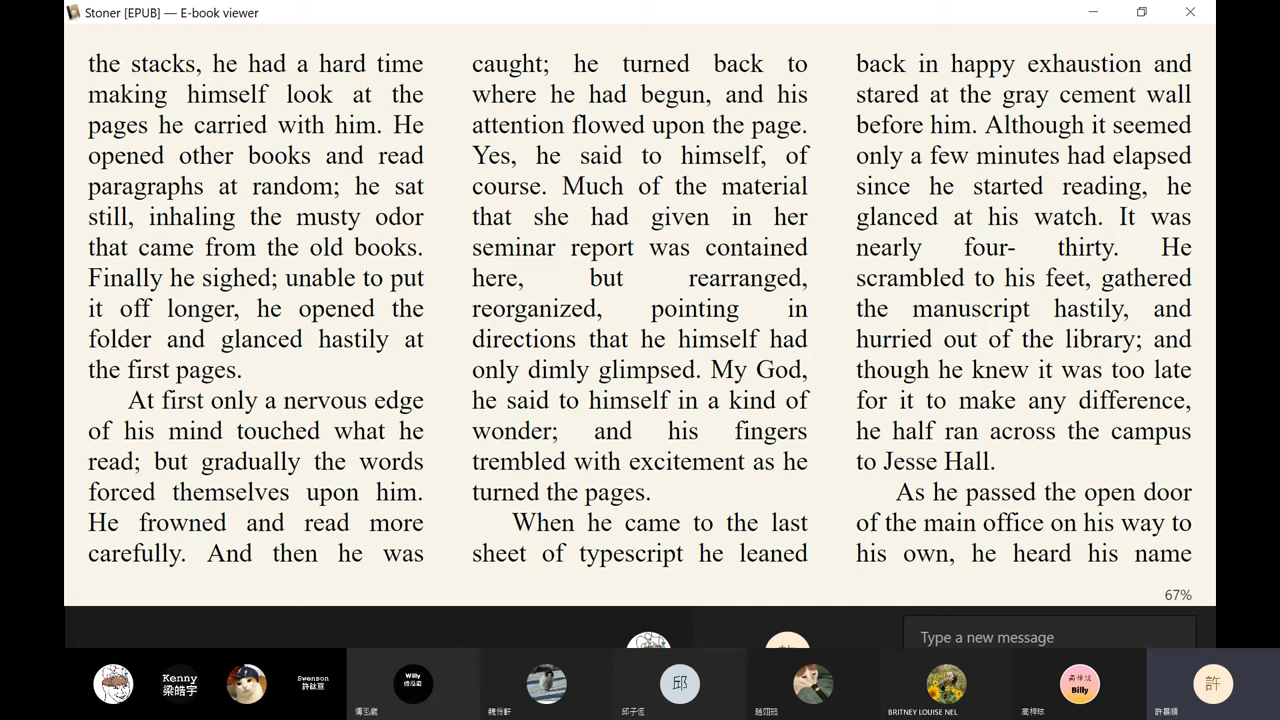 Stoner [EPUB] — E-book viewer
the stacks, he had a hard time
making himself look at the
pages he carried with him. He
opened other books and read
paragraphs at random; he sat
still, inhaling the musty odor
that came from the old books.
Finally he sighed; unable to put
it off longer, he opened the
folder and glanced hastily at
the first pages.
At first only a nervous edge
of his mind touched what he
read; but gradually the words
forced themselves upon him.
He frowned and read more
carefully. And then he was
caught; he turned back to
where he had begun, and his
attention flowed upon the page.
Yes, he said to himself, of
course. Much of the material
that she had given in her
seminar report was contained
here, but rearranged,
reorganized, pointing in
directions that he himself had
only dimly glimpsed. My God,
he said to himself in a kind of
wonder; and his fingers
trembled with excitement as he
turned the pages.
When he came to the last
sheet of typescript he leaned
back in happy exhaustion and
stared at the gray cement wall
before him. Although it seemed
only a few minutes had elapsed
since he started reading, he
glanced at his watch. It was
nearly four- thirty. He
scrambled to his feet, gathered
the manuscript hastily, and
hurried out of the library; and
though he knew it was too late
for it to make any difference,
he half ran across the campus
to Jesse Hall.
As he passed the open door
of the main office on his way to
his own, he heard his name
67%
Type a new message
Kenny
梁皓宇
Swenson
Willy
邱
邱子恆
BRITNEY LOUISE NEL
Billy
許